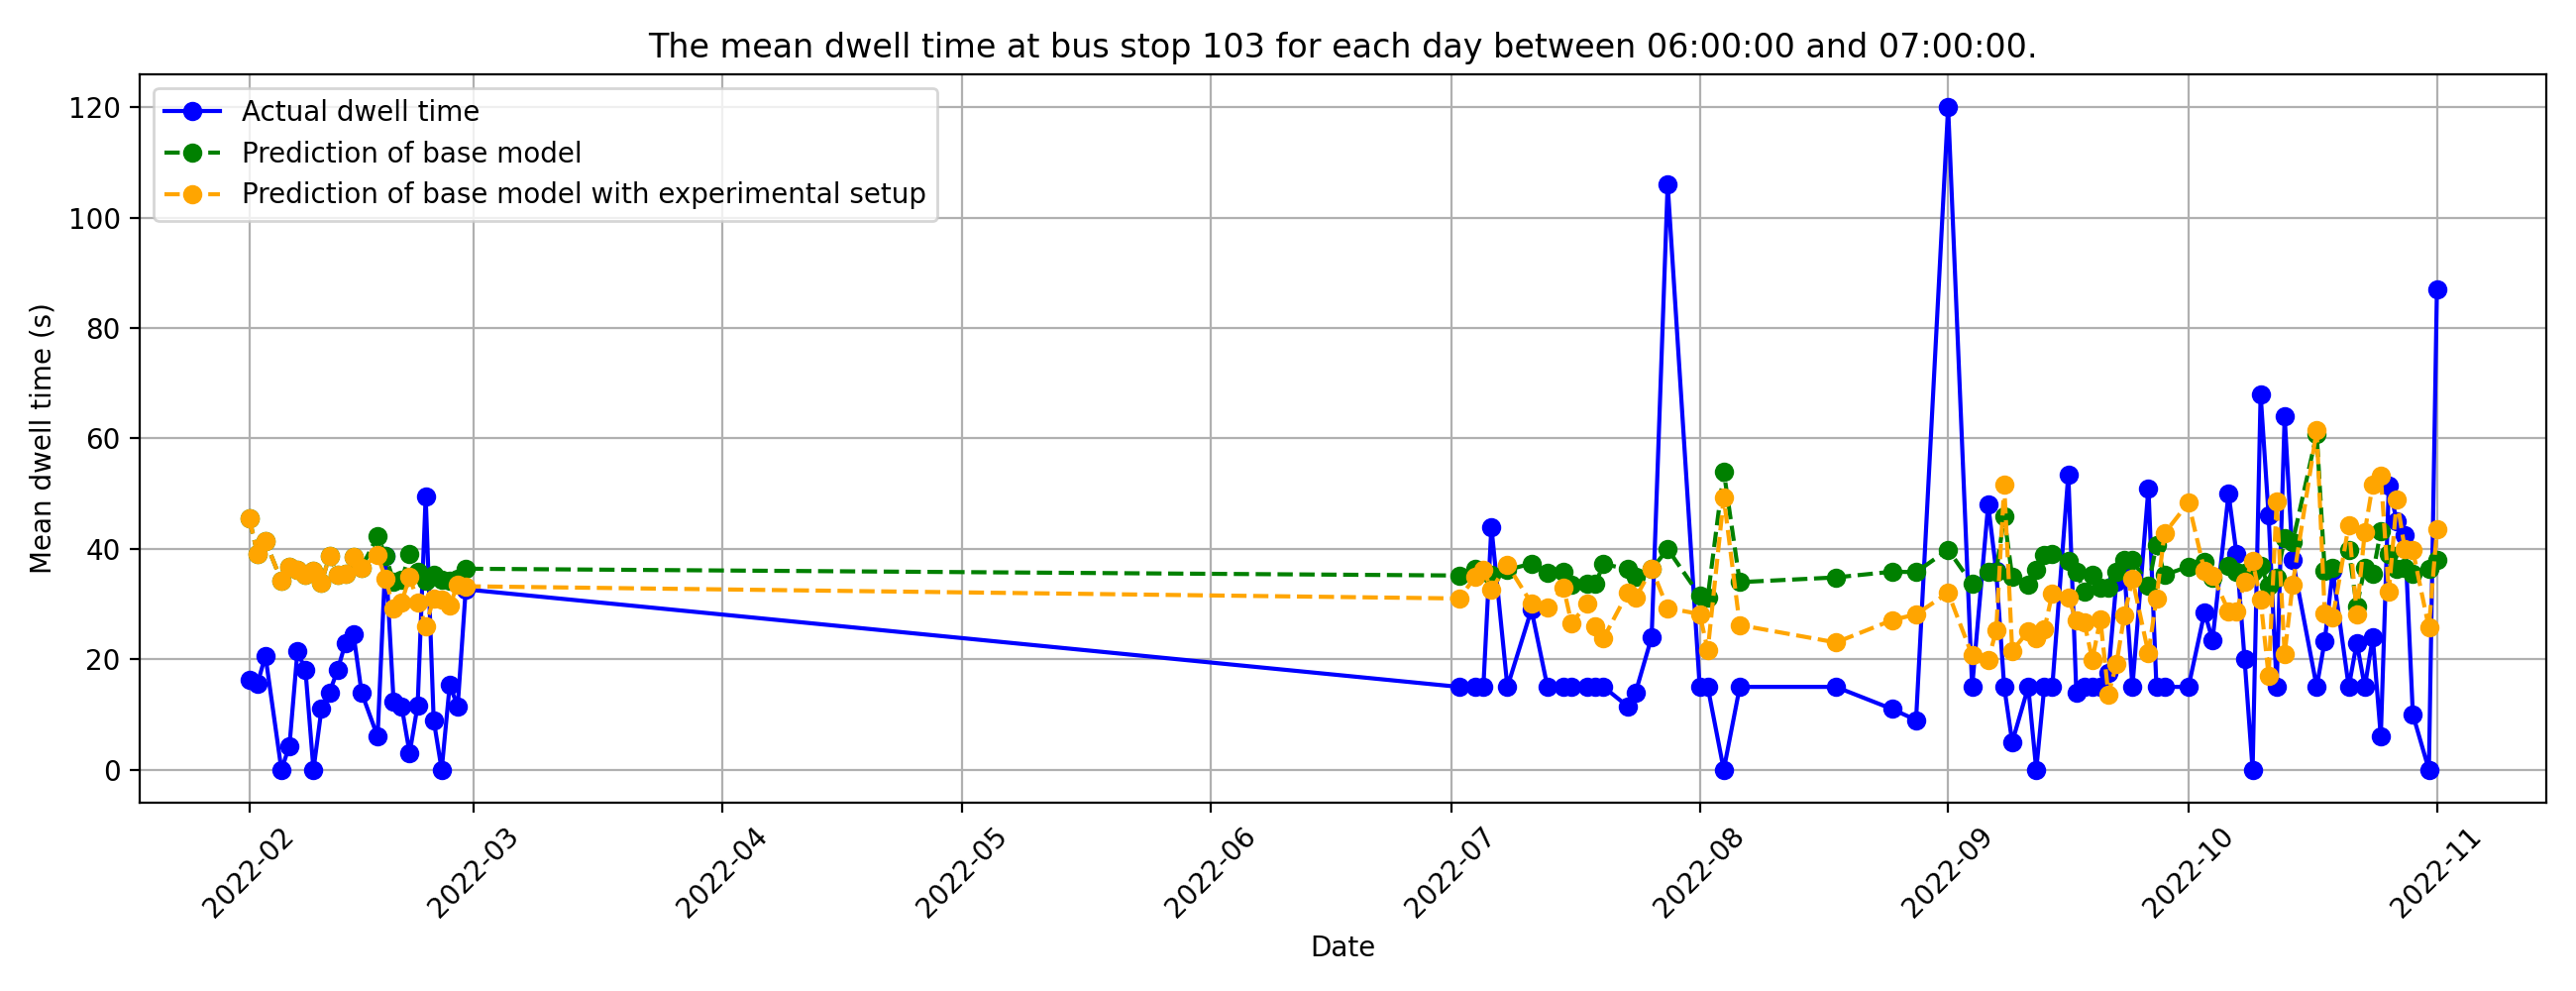 The mean dwell time at bus stop 103 for each day between 06:00:00 and 07:00:00.
Actual dwell time
Prediction of base model
Prediction of base model with experimental setup
Mean dwell time (s)
120
100
80
60
40
20
0
2022-02
2022-03
2022-04
2022-05
2022-06
2022-07
2022-08
2022-09
2022-10
2022-11
Date